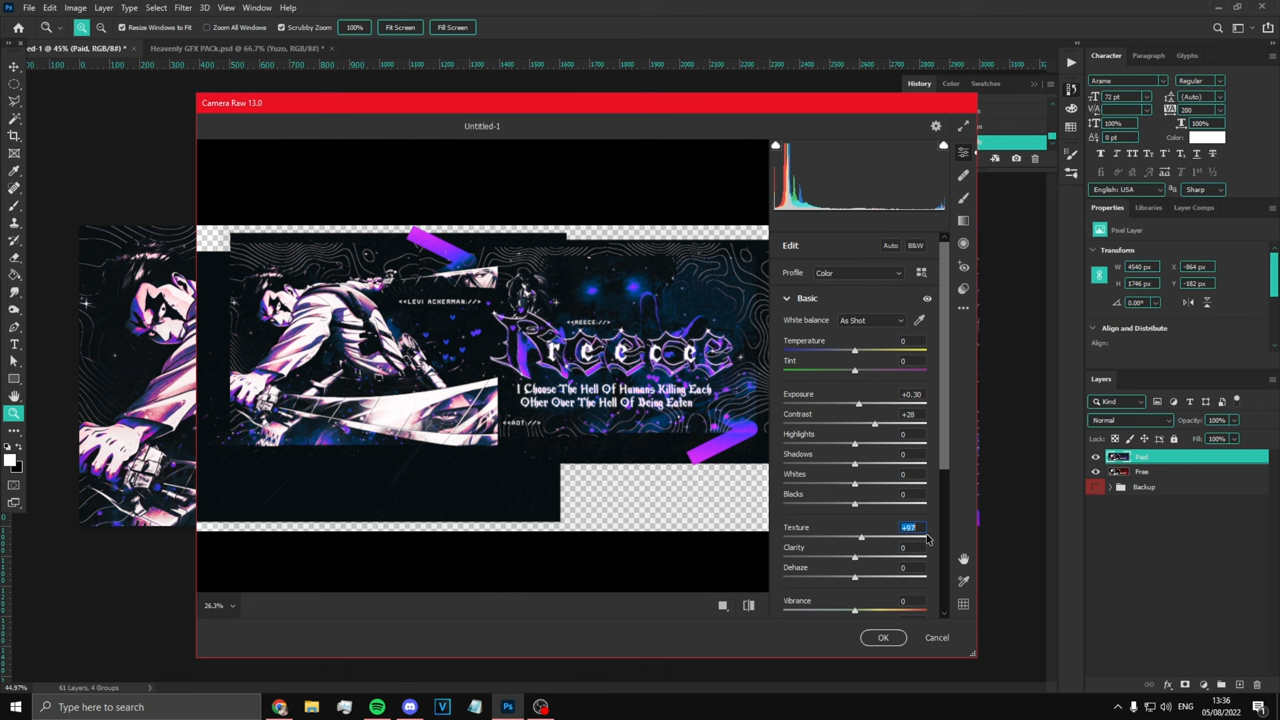 File Edit Image Layer Type Select Filter 3D View Window Help
Resize Windows to Fit Zoom All Windows Scrubby Zoom 100% Fit Screen Fill Screen
ed-1 @ 45% (Paid, RGB/8#) * × Heavenly GFX PACk.psd @ 66.7% (Yuzo, RGB/8#) * ×
History Color Swatches
Camera Raw 13.0
Untitled-1
<<LEVI ACKERMAN://>>
<<REECE://>>
Reece
I Choose The Hell Of Humans Killing Each
Other Over The Hell Of Being Eaten
<<AOT://>>
26.3%
Edit Auto B&W
Profile Color
Basic
White balance As Shot
Temperature 0
Tint 0
Exposure +0.30
Contrast +28
Highlights 0
Shadows 0
Whites 0
Blacks 0
Texture +97
Clarity 0
Dehaze 0
Vibrance 0
OK Cancel
Character Paragraph Glyphs
Arame Regular
72 pt (Auto)
200
100% 100%
0 pt Color:
English: USA Sharp
Properties Libraries Layer Comps
Pixel Layer
Transform
W 4540 px X -864 px
H 1746 px Y -182 px
0.00°
Align and Distribute
Align:
Layers
Kind
Normal Opacity: 100%
Lock: Fill: 100%
Paid
Free
Backup
44.97% 61 Layers, 4 Groups
Type here to search
ENG 13:36
05/08/2022